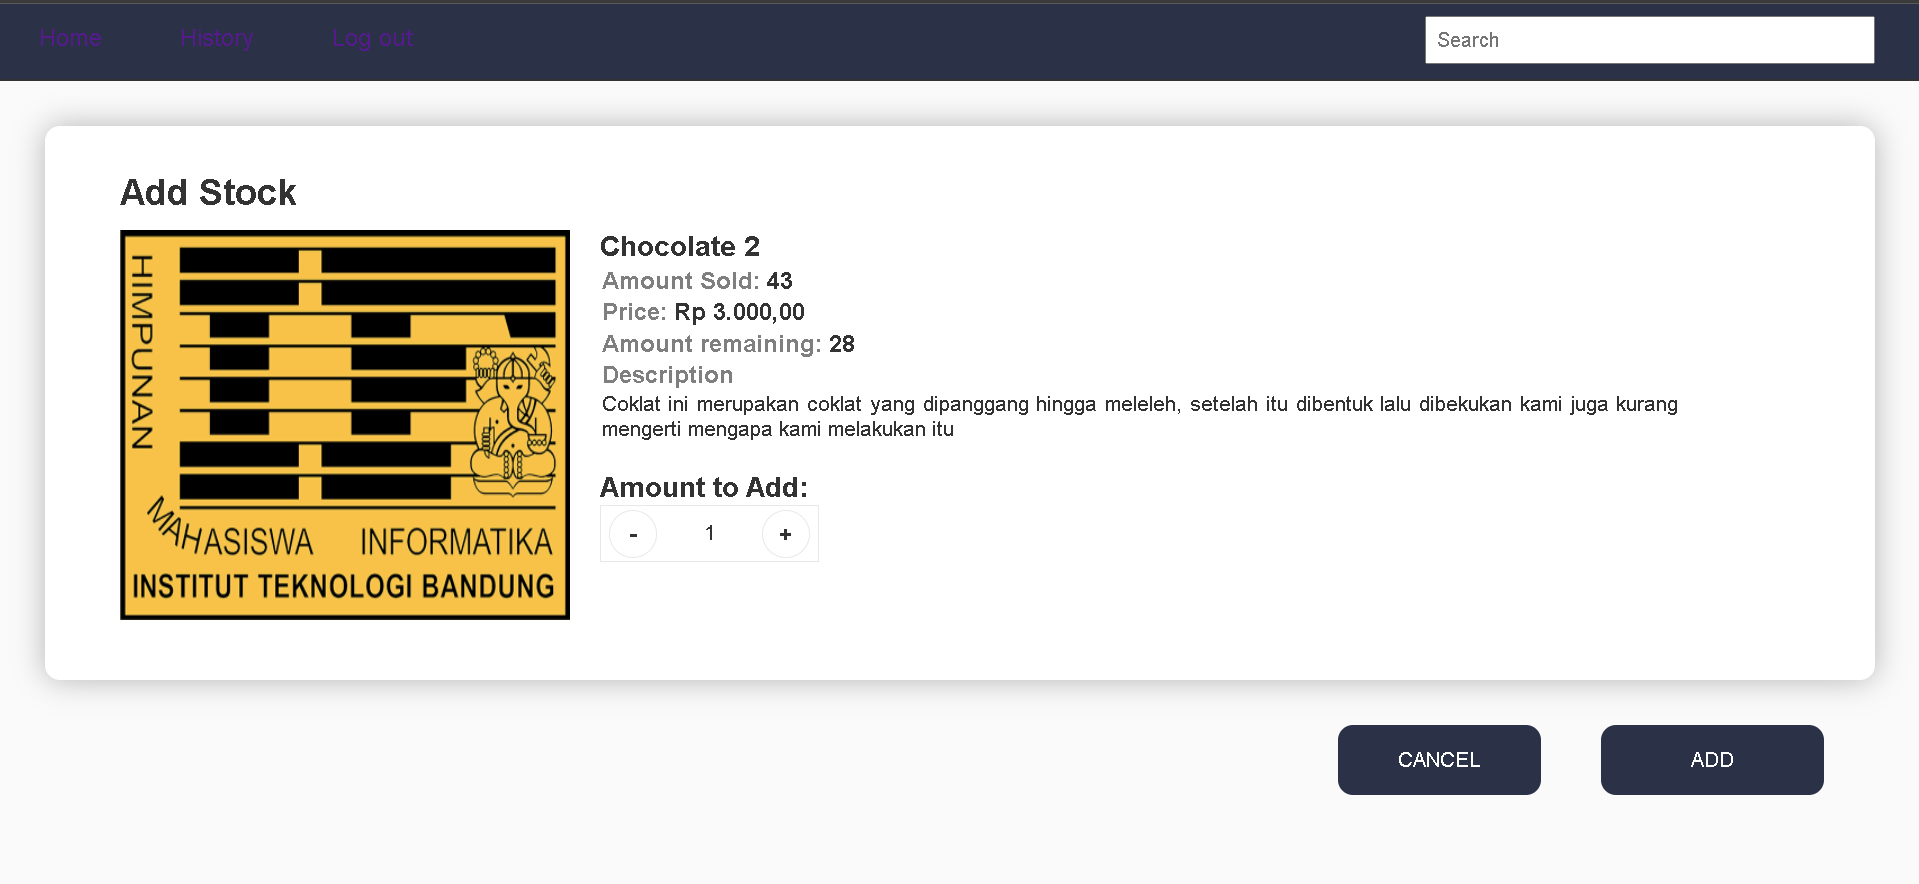 Home History Log out Search
Add Stock
HIMPUNAN
MAHASISWA INFORMATIKA
INSTITUT TEKNOLOGI BANDUNG
Chocolate 2
Amount Sold: 43
Price: Rp 3.000,00
Amount remaining: 28
Description
Coklat ini merupakan coklat yang dipanggang hingga meleleh, setelah itu dibentuk lalu dibekukan kami juga kurang
mengerti mengapa kami melakukan itu
Amount to Add:
- 1 +
CANCEL ADD